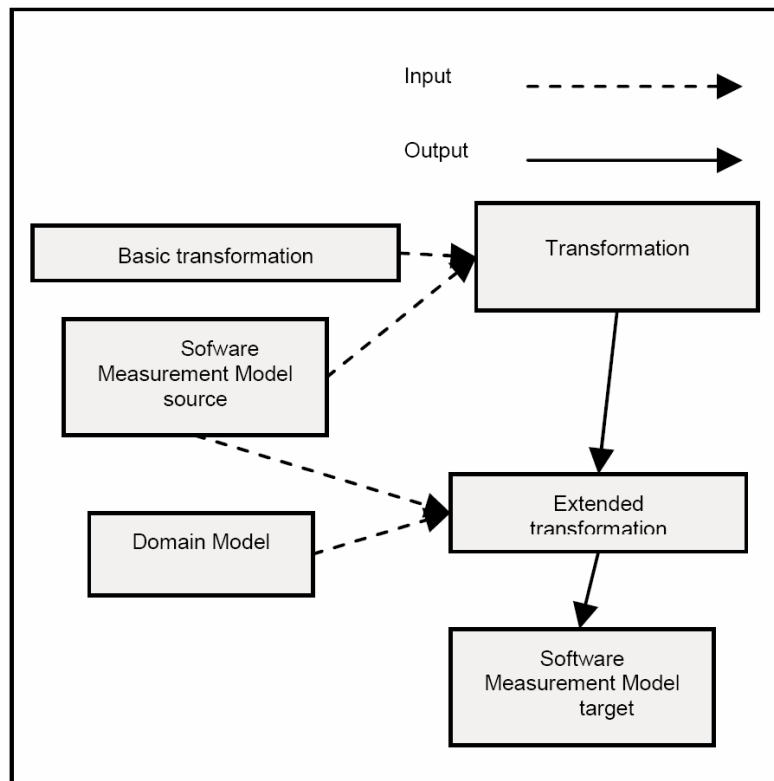 Input
Output
Basic transformation
Transformation
Sofware
Measurement Model
source
Extended
transformation
Domain Model
Software
Measurement Model
target